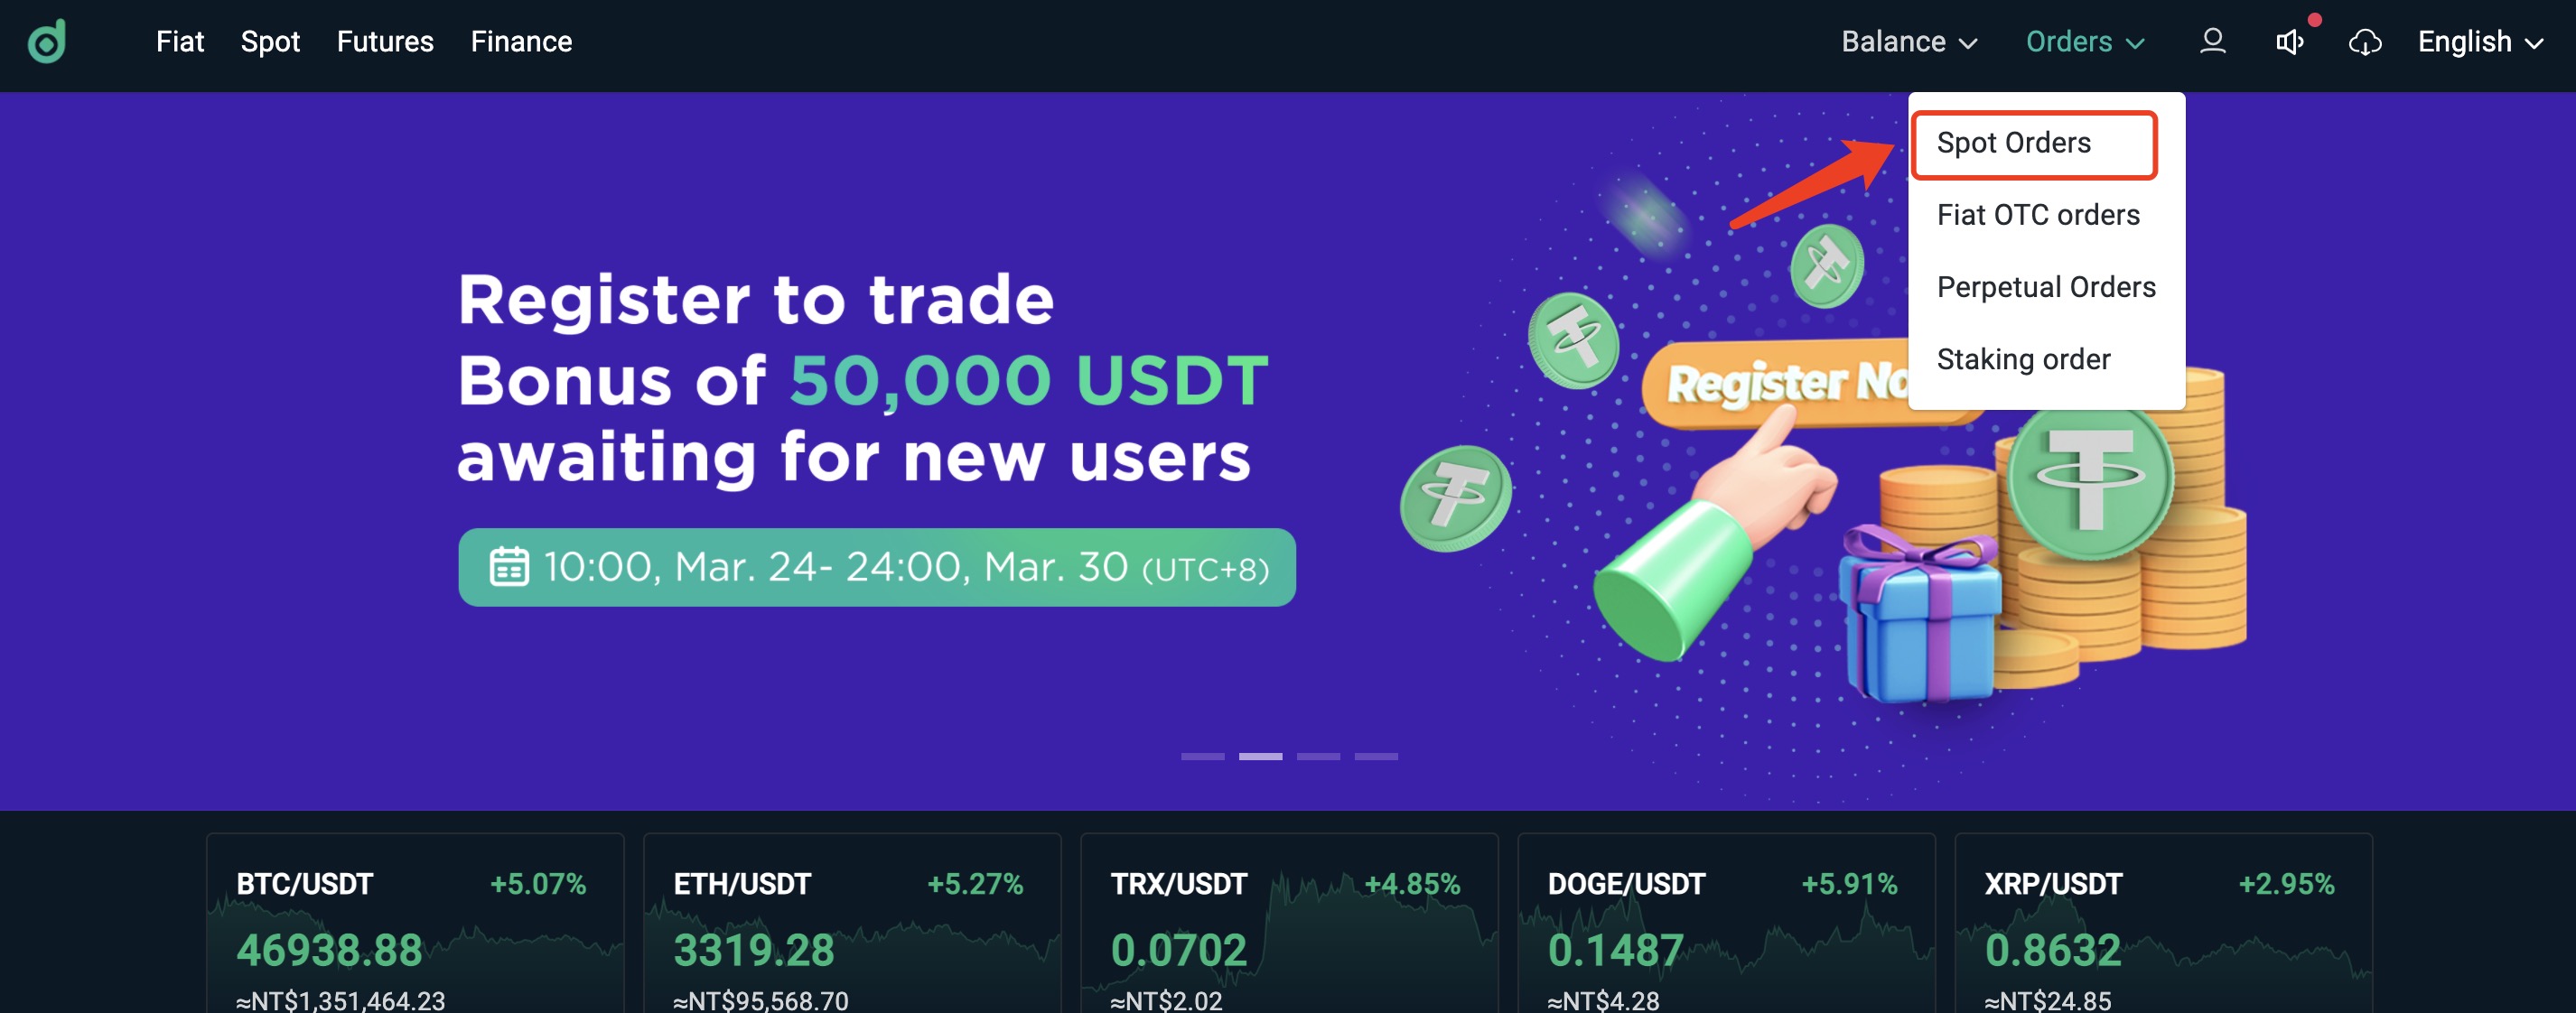 Fiat Spot Futures Finance Balance Orders English
Spot Orders
Fiat OTC orders
Perpetual Orders
Staking order
Register to trade
Bonus of 50,000 USDT
awaiting for new users
10:00, Mar. 24- 24:00, Mar. 30 (UTC+8)
Register
BTC/USDT +5.07%
46938.88
≈NT$1,351,464.23
ETH/USDT +5.27%
3319.28
≈NT$95,568.70
TRX/USDT +4.85%
0.0702
≈NT$2.02
DOGE/USDT +5.91%
0.1487
≈NT$4.28
XRP/USDT +2.95%
0.8632
≈NT$24.85